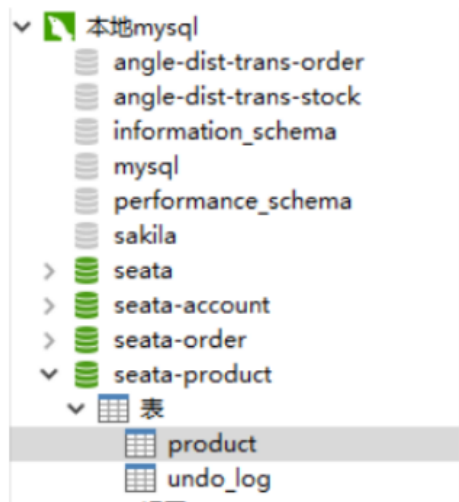 本地mysql
angle-dist-trans-order
angle-dist-trans-stock
information_schema
mysql
performance_schema
sakila
seata
seata-account
seata-order
seata-product
表
product
undo_log